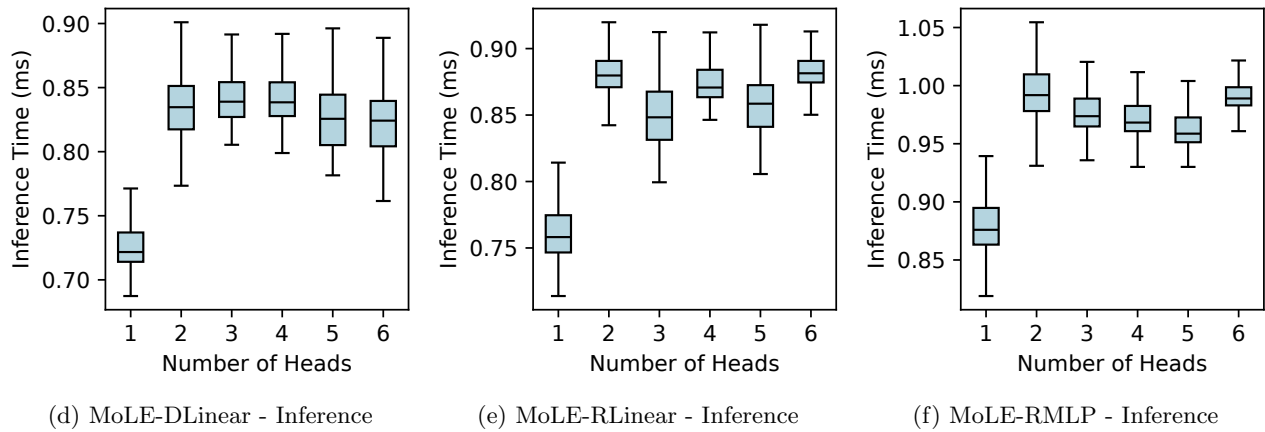 0.90
0.85
0.80
0.75
0.70
Inference Time (ms)
1 2 3 4 5 6
Number of Heads
(d) MoLE-DLinear - Inference
0.90
0.85
0.80
0.75
Inference Time (ms)
1 2 3 4 5 6
Number of Heads
(e) MoLE-RLinear - Inference
1.05
1.00
0.95
0.90
0.85
Inference Time (ms)
1 2 3 4 5 6
Number of Heads
(f) MoLE-RMLP - Inference